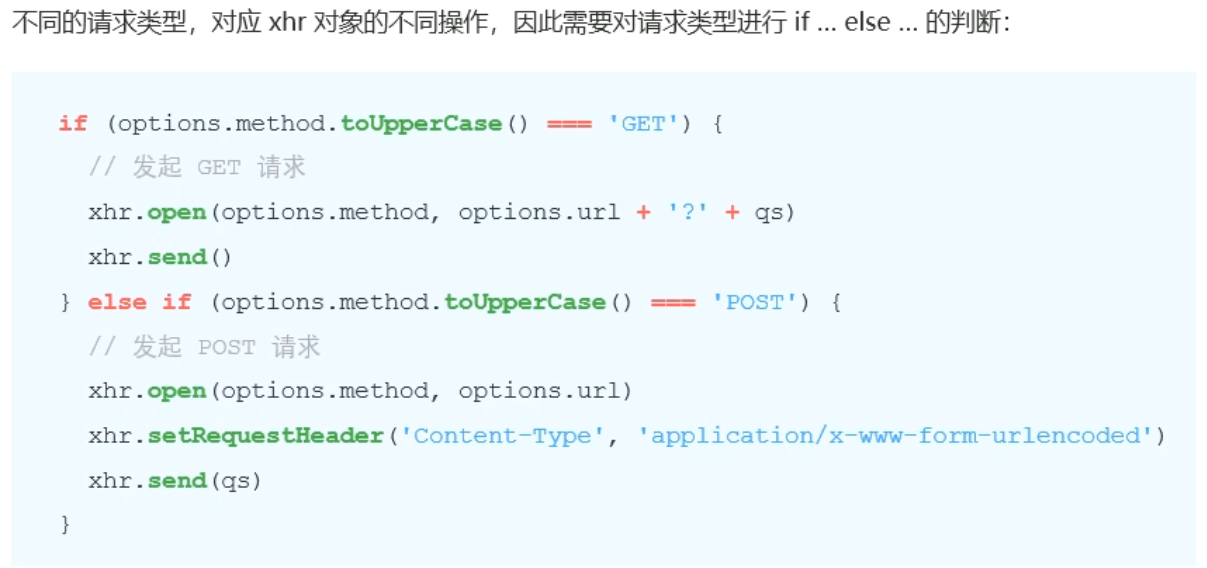 不同的请求类型，对应 xhr 对象的不同操作，因此需要对请求类型进行 if ... else ... 的判断：
if (options.method.toUpperCase() === 'GET') {
  // 发起 GET 请求
  xhr.open(options.method, options.url + '?' + qs)
  xhr.send()
} else if (options.method.toUpperCase() === 'POST') {
  // 发起 POST 请求
  xhr.open(options.method, options.url)
  xhr.setRequestHeader('Content-Type', 'application/x-www-form-urlencoded')
  xhr.send(qs)
}